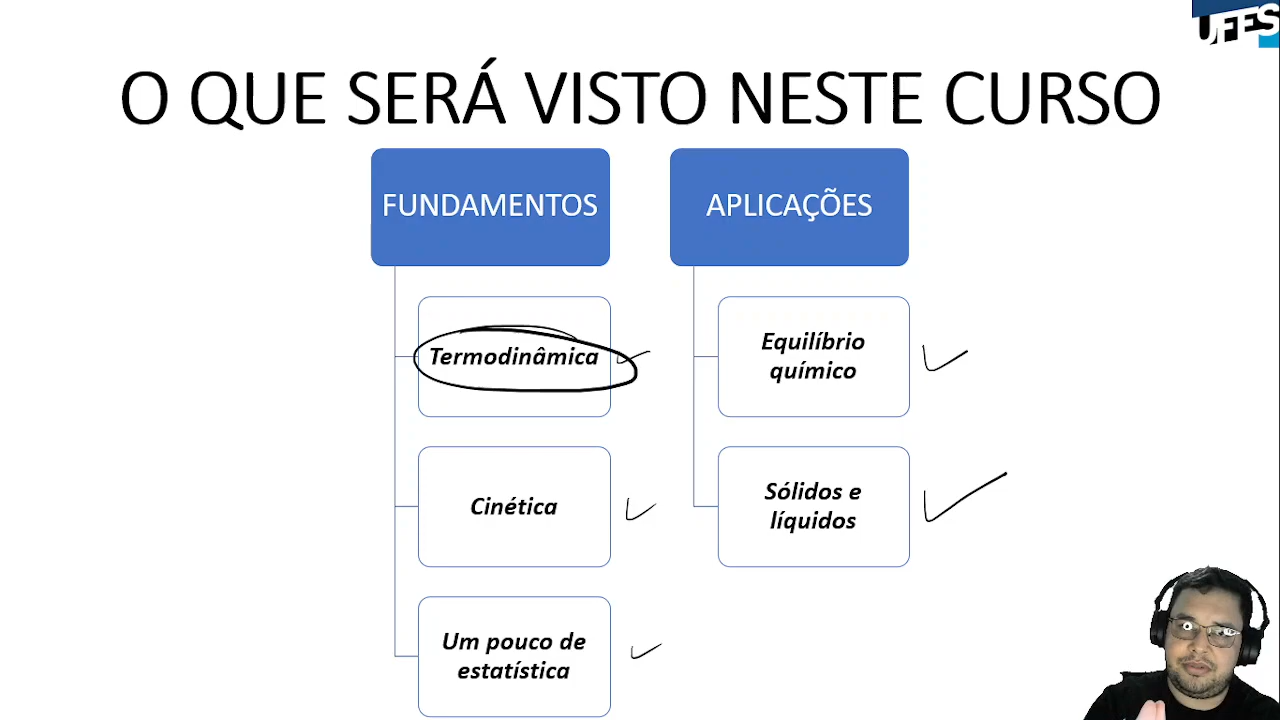 UFES
O QUE SERÁ VISTO NESTE CURSO
FUNDAMENTOS
Termodinâmica
Cinética
Um pouco de
estatística
APLICAÇÕES
Equilíbrio
químico
Sólidos e
líquidos